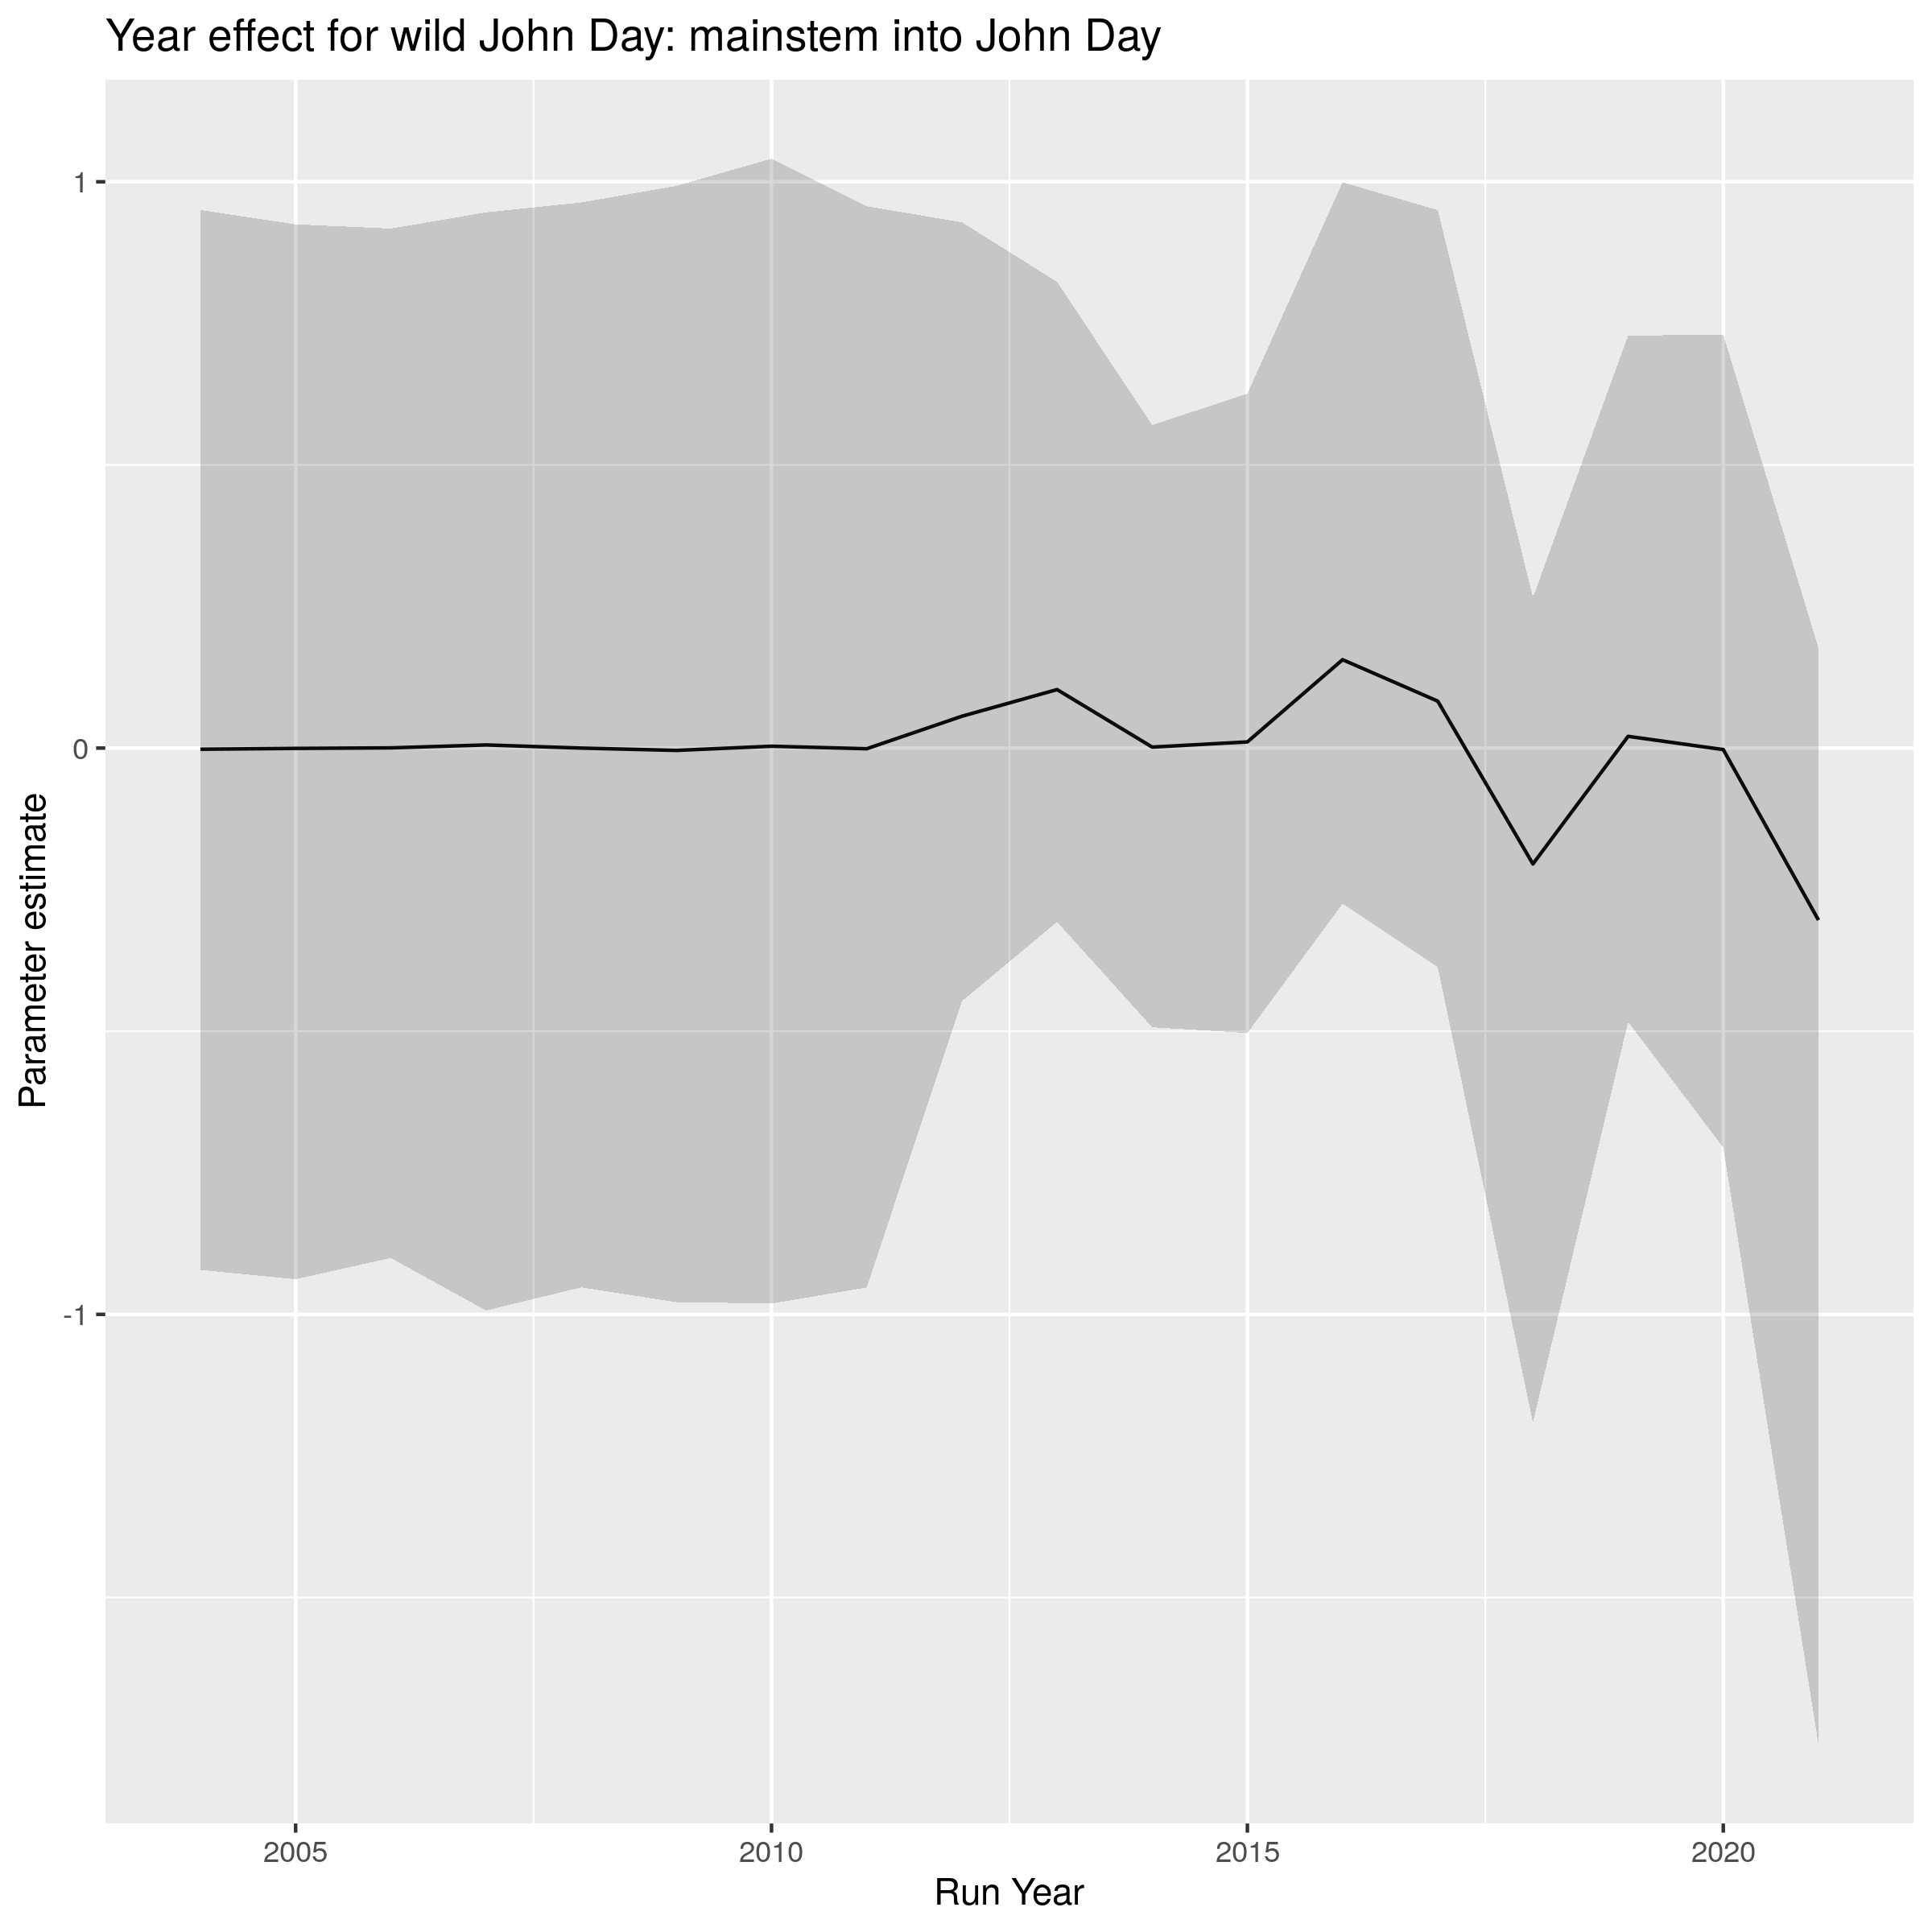 Year effect for wild John Day: mainstem into John Day
1
0
-1
Parameter estimate
2005
2010
2015
2020
Run Year